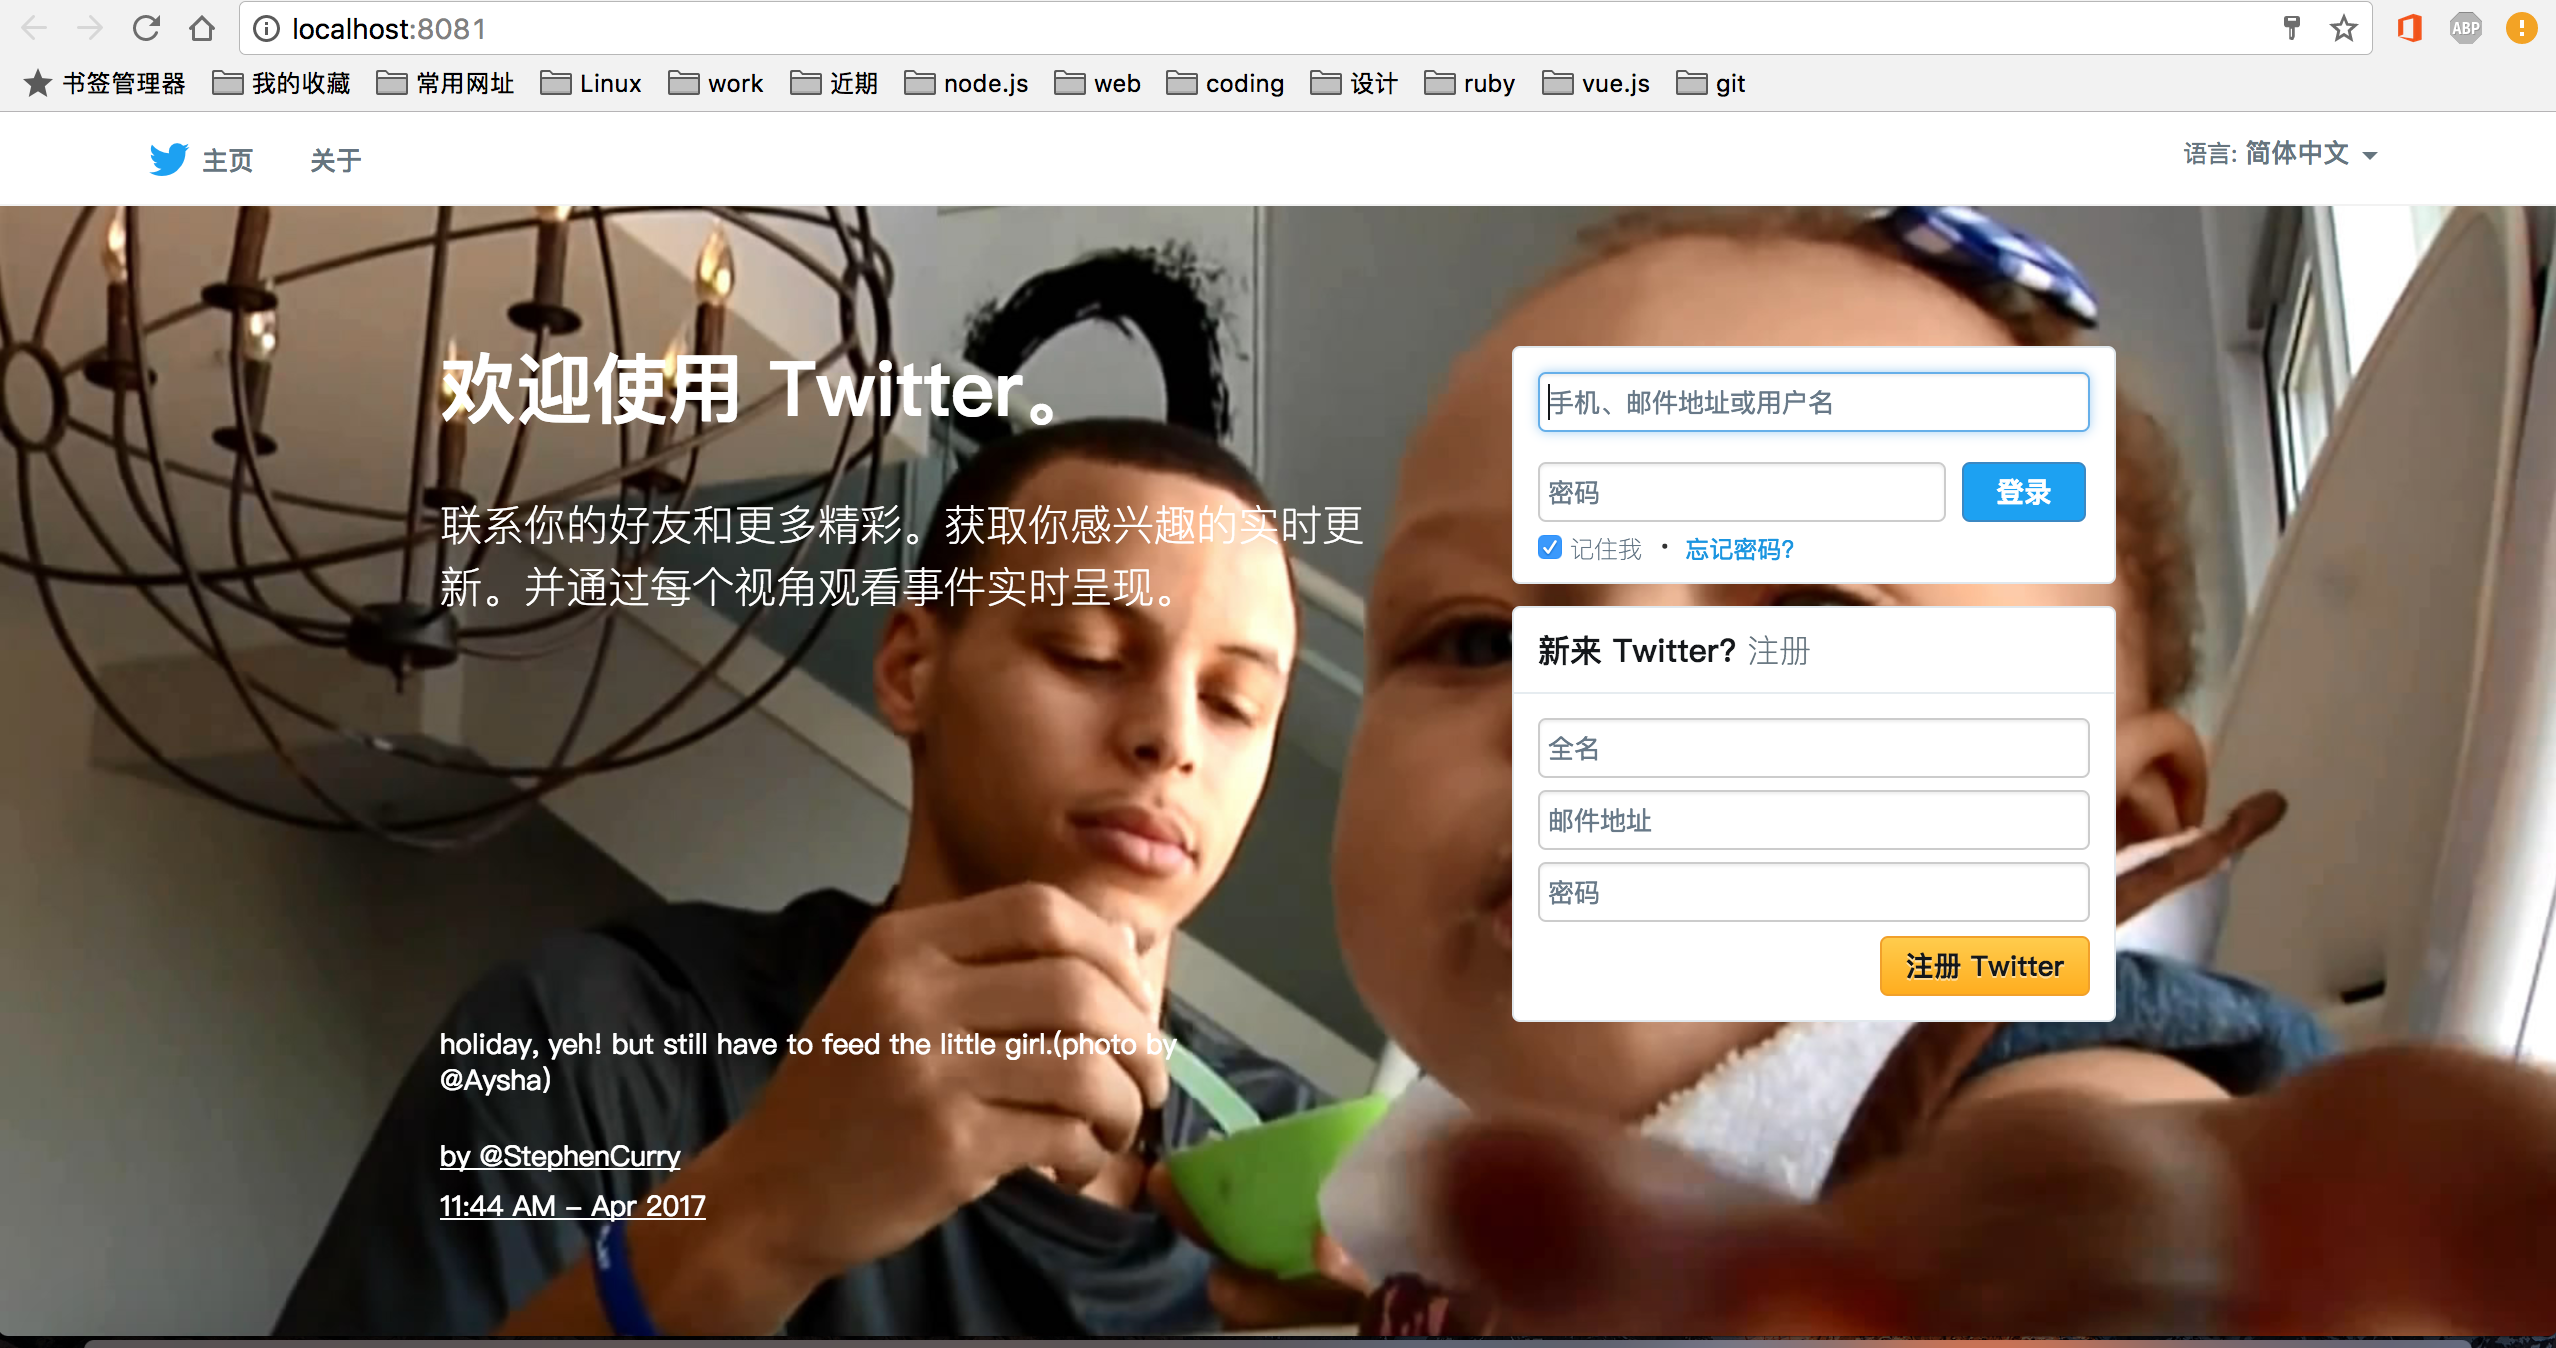 localhost:8081
ABP
书签管理器 我的收藏 常用网址 Linux work 近期 node.js web coding 设计 ruby vue.js git
主页 关于 语言: 简体中文
欢迎使用 Twitter。
联系你的好友和更多精彩。获取你感兴趣的实时更
新。并通过每个视角观看事件实时呈现。
holiday, yeh! but still have to feed the little girl.(photo by
@Aysha)
by @StephenCurry
11:44 AM – Apr 2017
手机、邮件地址或用户名
密码 登录
记住我 · 忘记密码?
新来 Twitter? 注册
全名
邮件地址
密码
注册 Twitter